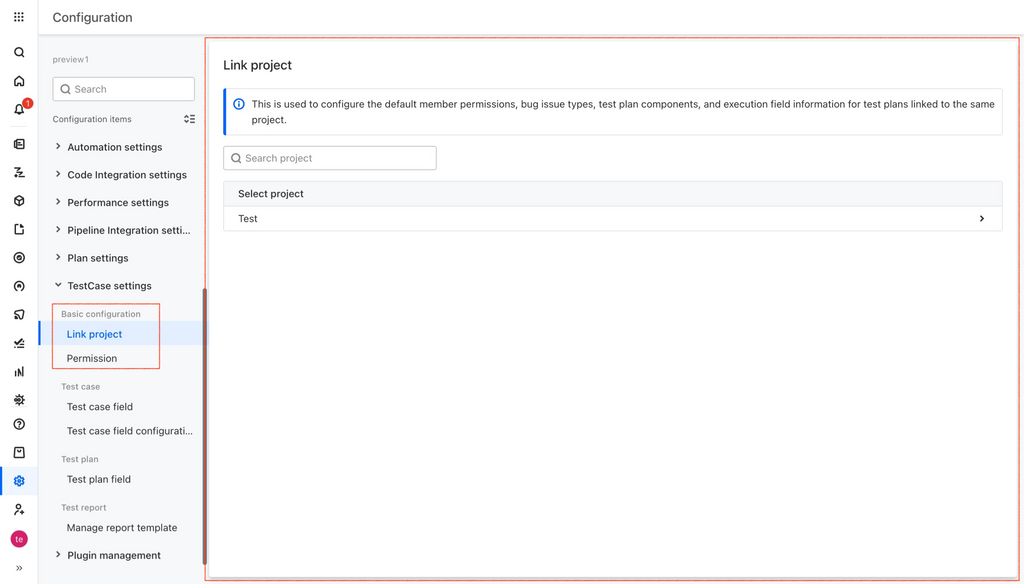 Configuration
preview1
Search
1
Configuration items
Automation settings
Code Integration settings
Performance settings
Pipeline Integration setti...
Plan settings
TestCase settings
Basic configuration
Link project
Permission
Test case
Test case field
Test case field configurati...
Test plan
Test plan field
Test report
Manage report template
Plugin management
te
Link project
This is used to configure the default member permissions, bug issue types, test plan components, and execution field information for test plans linked to the same
project.
Search project
Select project
Test